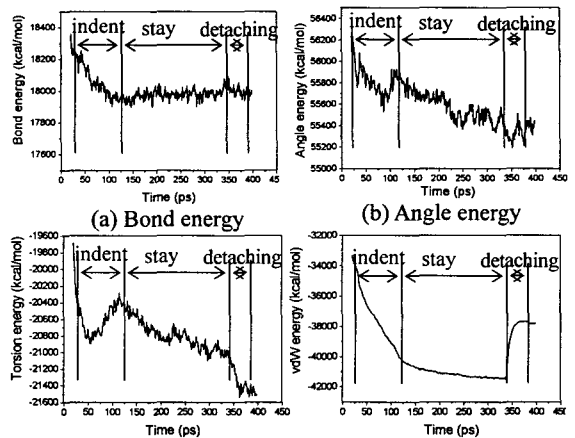 indent stay detaching
Bond energy (kcal/mol)
18400
18200
18000
17800
17600
0 50 100 150 200 250 300 350 400 45
Time (ps)
(a) Bond energy
indent stay detaching
Angle energy (kcal/mol)
56400
56200
56000
55800
55600
55400
55200
55000
0 50 100 150 200 250 300 350 400 45
Time (ps)
(b) Angle energy
indent stay detaching
Torsion energy (kcal/mol)
-19600
-19800
-20000
-20200
-20400
-20600
-20800
-21000
-21200
-21400
-21600
0 50 100 150 200 250 300 350 400 450
Time (ps)
indent stay detaching
vdW energy (kcal/mol)
-34000
-36000
-38000
-40000
-42000
0 50 100 150 200 250 300 350 400 450
Time (ps)